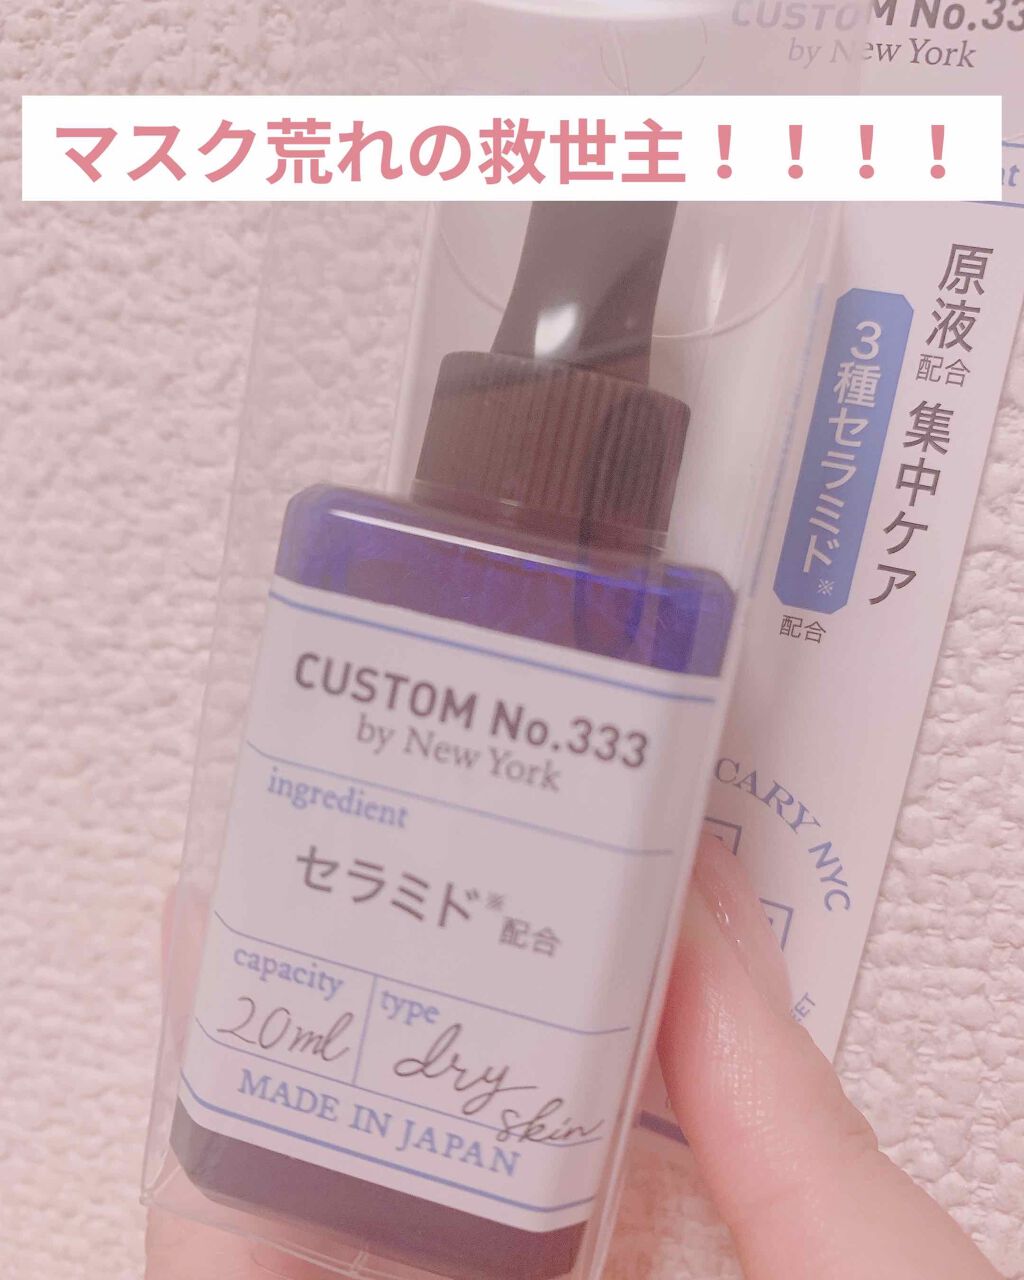 マスク荒れの救世主！！！！
CUSTOM No.33
by New York
原液
配合
集中ケア
3種セラミド※
配合
CARY NYC
CUSTOM No.333
by New York
ingredient
セラミド※
配合
capacity
20ml
type
dry
skin
MADE IN JAPAN